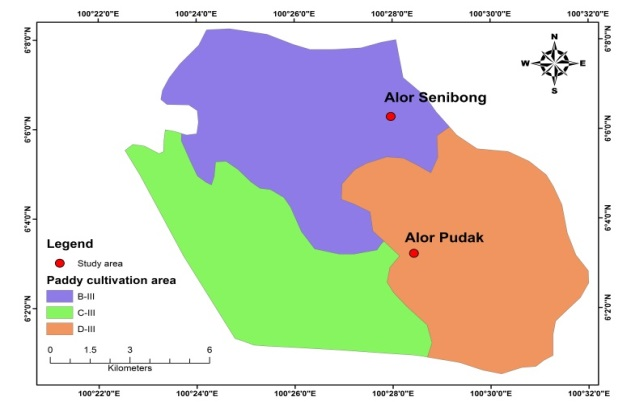 100°22'0"E 100°24'0"E 100°26'0"E 100°28'0"E 100°30'0"E 100°32'0"E
6°8'0"N 6°8'0"N
N
W E
S
Alor Senibong
6°6'0"N 6°6'0"N
6°4'0"N 6°4'0"N
Alor Pudak
Legend
Study area
Paddy cultivation area
B-III
C-III
D-III
6°2'0"N 6°2'0"N
0 1.5 3 6
Kilometers
100°22'0"E 100°24'0"E 100°26'0"E 100°28'0"E 100°30'0"E 100°32'0"E